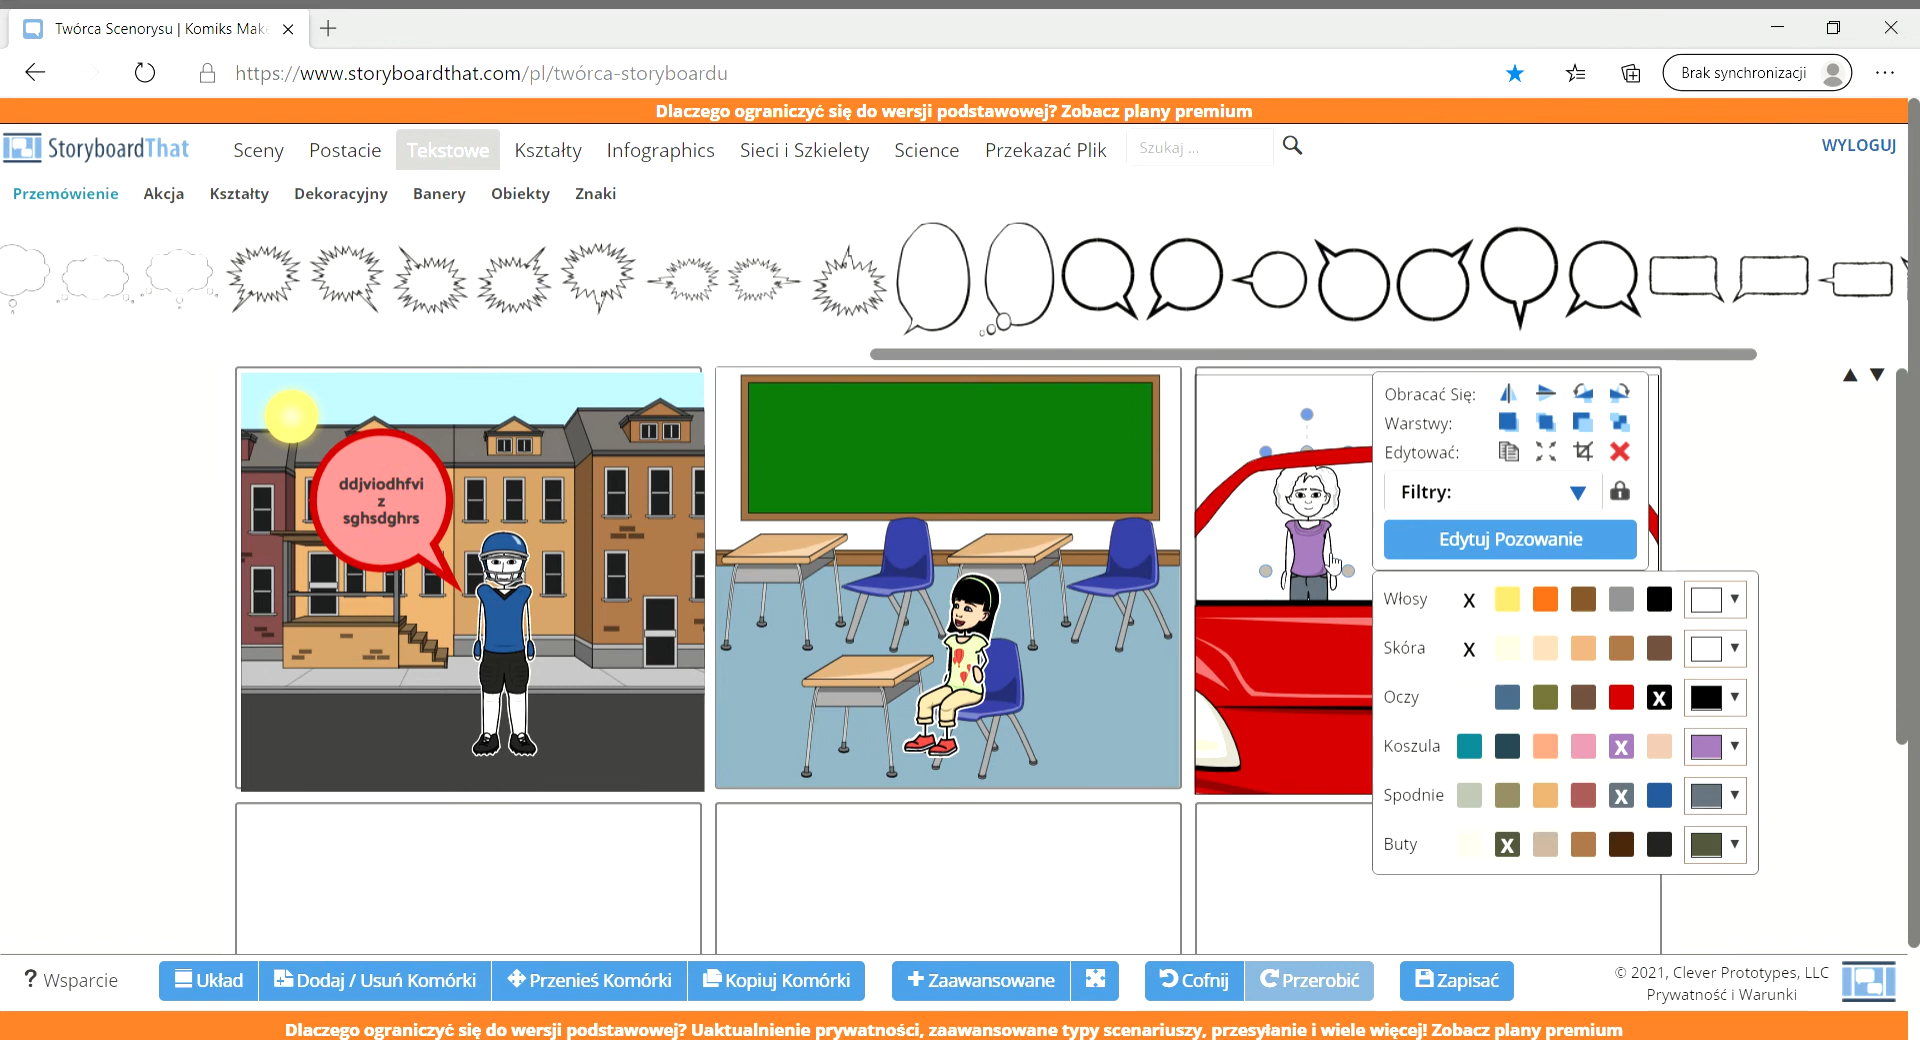 Twórca Scenorysu | Komiks Mak
https://www.storyboardthat.com/pl/twórca-storyboardu
Brak synchronizacji
Dlaczego ograniczyć się do wersji podstawowej? Zobacz plany premium
StoryboardThat
Sceny Postacie Tekstowe Kształty Infographics Sieci i Szkielety Science Przekazać Plik Szukaj ...
WYLOGUJ
Przemówienie Akcja Kształty Dekoracyjny Banery Obiekty Znaki
ddjviodhfvi
z
sghsdghrs
Obracać Się:
Warstwy:
Edytować:
Filtry:
Edytuj Pozowanie
Włosy X
Skóra X
Oczy X
Koszula X
Spodnie X
Buty X
? Wsparcie
Układ
Dodaj / Usuń Komórki
Przenieś Komórki
Kopiuj Komórki
Zaawansowane
Cofnij
Przerobić
Zapisać
© 2021, Clever Prototypes, LLC
Prywatność i Warunki
Dlaczego ograniczyć się do wersji podstawowej? Uaktualnienie prywatności, zaawansowane typy scenariuszy, przesyłanie i wiele więcej! Zobacz plany premium